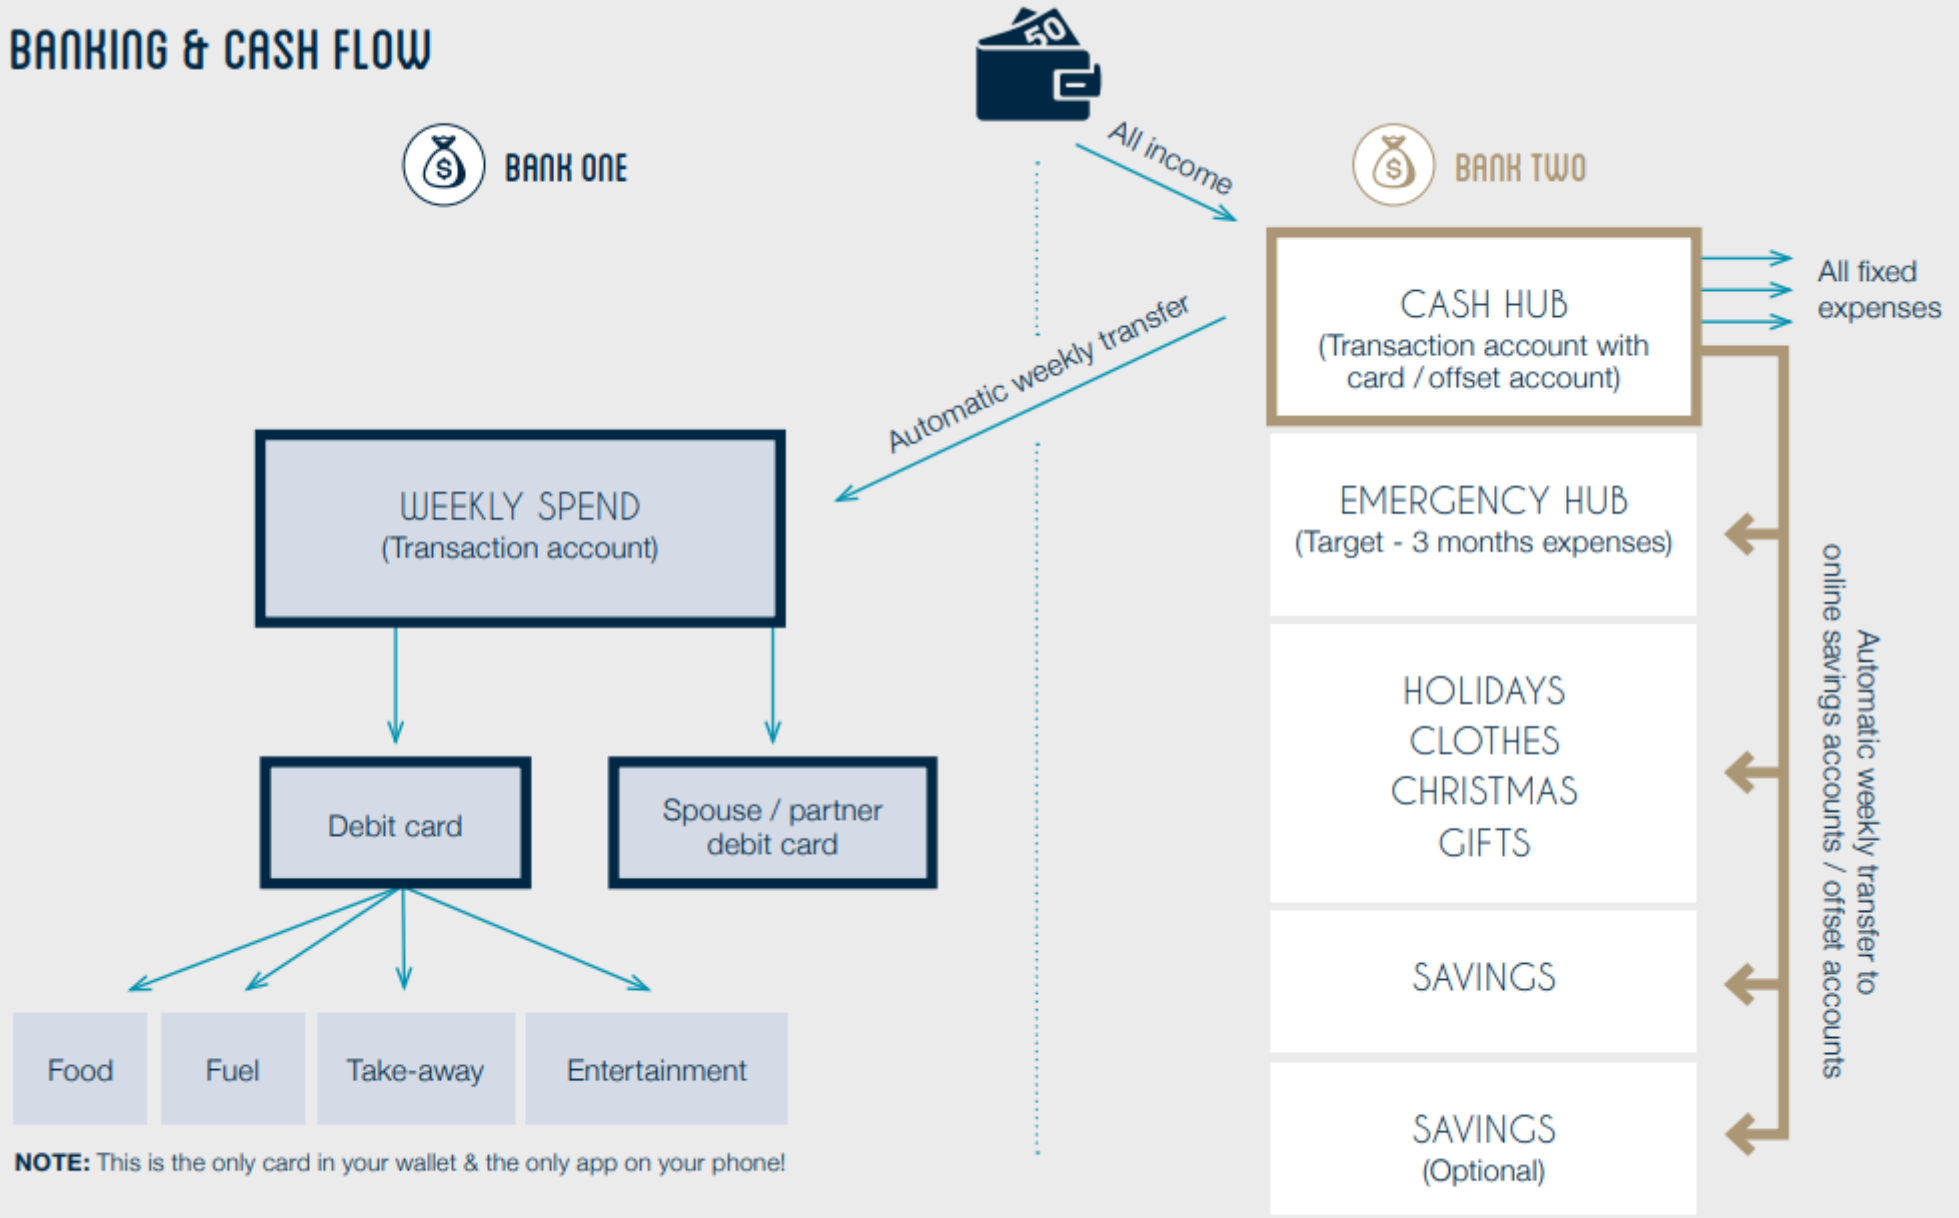 BANKING & CASH FLOW
50
BANK ONE
$
All income
BANK TWO
$
CASH HUB
(Transaction account with
card / offset account)
All fixed
expenses
Automatic weekly transfer
WEEKLY SPEND
(Transaction account)
EMERGENCY HUB
(Target - 3 months expenses)
HOLIDAYS
CLOTHES
CHRISTMAS
GIFTS
SAVINGS
SAVINGS
(Optional)
Automatic weekly transfer to
online savings accounts / offset accounts
Debit card
Spouse / partner
debit card
Food
Fuel
Take-away
Entertainment
NOTE: This is the only card in your wallet & the only app on your phone!